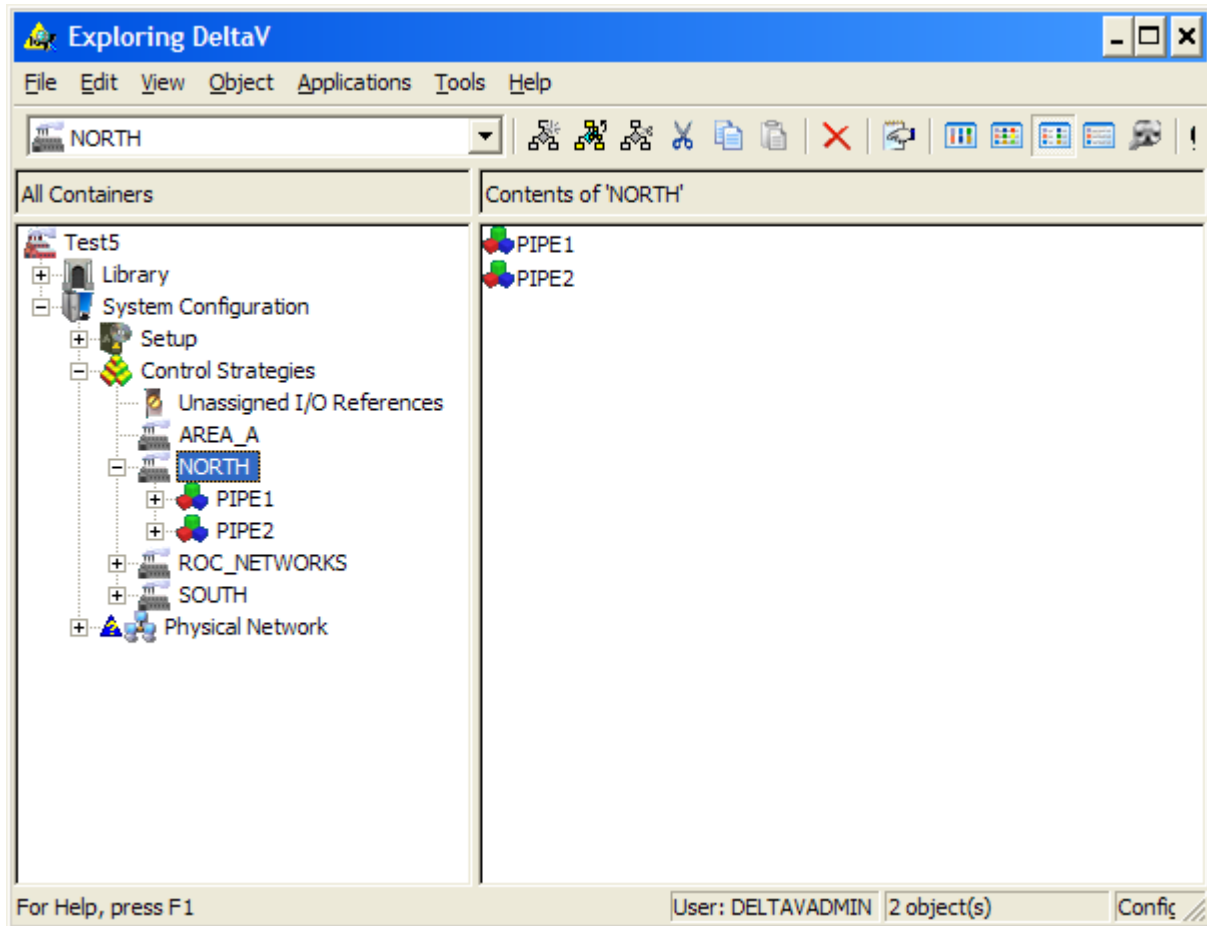 Exploring DeltaV
File Edit View Object Applications Tools Help
NORTH
All Containers
Contents of 'NORTH'
Test5
Library
System Configuration
Setup
Control Strategies
Unassigned I/O References
AREA_A
NORTH
PIPE1
PIPE2
ROC_NETWORKS
SOUTH
Physical Network
PIPE1
PIPE2
For Help, press F1
User: DELTAVADMIN
2 object(s)
Config